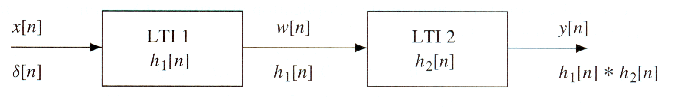 x[n]
LTI 1
w[n]
LTI 2
y[n]
δ[n]
h₁[n]
h₁[n]
h₂[n]
h₁[n] * h₂[n]